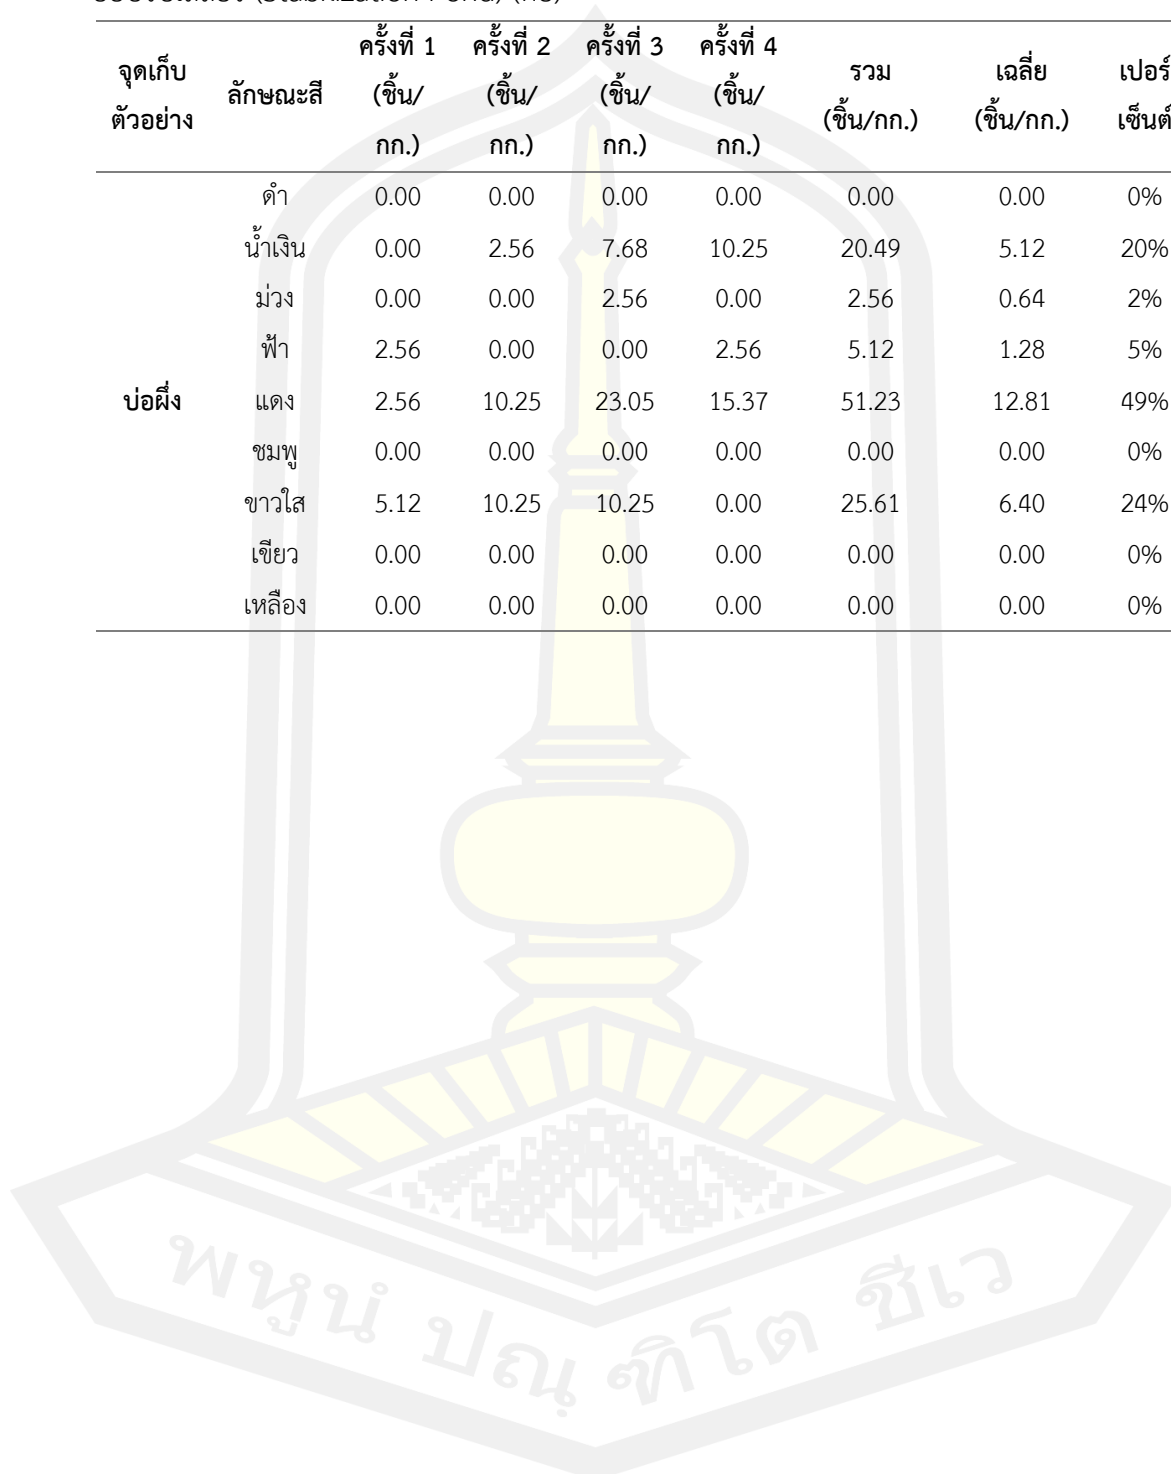 (Stabilization Pond) (ต่อ)
จุดเก็บตัวอย่าง ลักษณะสี ครั้งที่ 1 (ชิ้น/กก.) ครั้งที่ 2 (ชิ้น/กก.) ครั้งที่ 3 (ชิ้น/กก.) ครั้งที่ 4 (ชิ้น/กก.) รวม (ชิ้น/กก.) เฉลี่ย (ชิ้น/กก.) เปอร์เซ็นต์
ดำ 0.00 0.00 0.00 0.00 0.00 0.00 0%
น้ำเงิน 0.00 2.56 7.68 10.25 20.49 5.12 20%
ม่วง 0.00 0.00 2.56 0.00 2.56 0.64 2%
ฟ้า 2.56 0.00 0.00 2.56 5.12 1.28 5%
บ่อผึ่ง แดง 2.56 10.25 23.05 15.37 51.23 12.81 49%
ชมพู 0.00 0.00 0.00 0.00 0.00 0.00 0%
ขาวใส 5.12 10.25 10.25 0.00 25.61 6.40 24%
เขียว 0.00 0.00 0.00 0.00 0.00 0.00 0%
เหลือง 0.00 0.00 0.00 0.00 0.00 0.00 0%
พหูนํ ปณฺฑิโต ชีเว